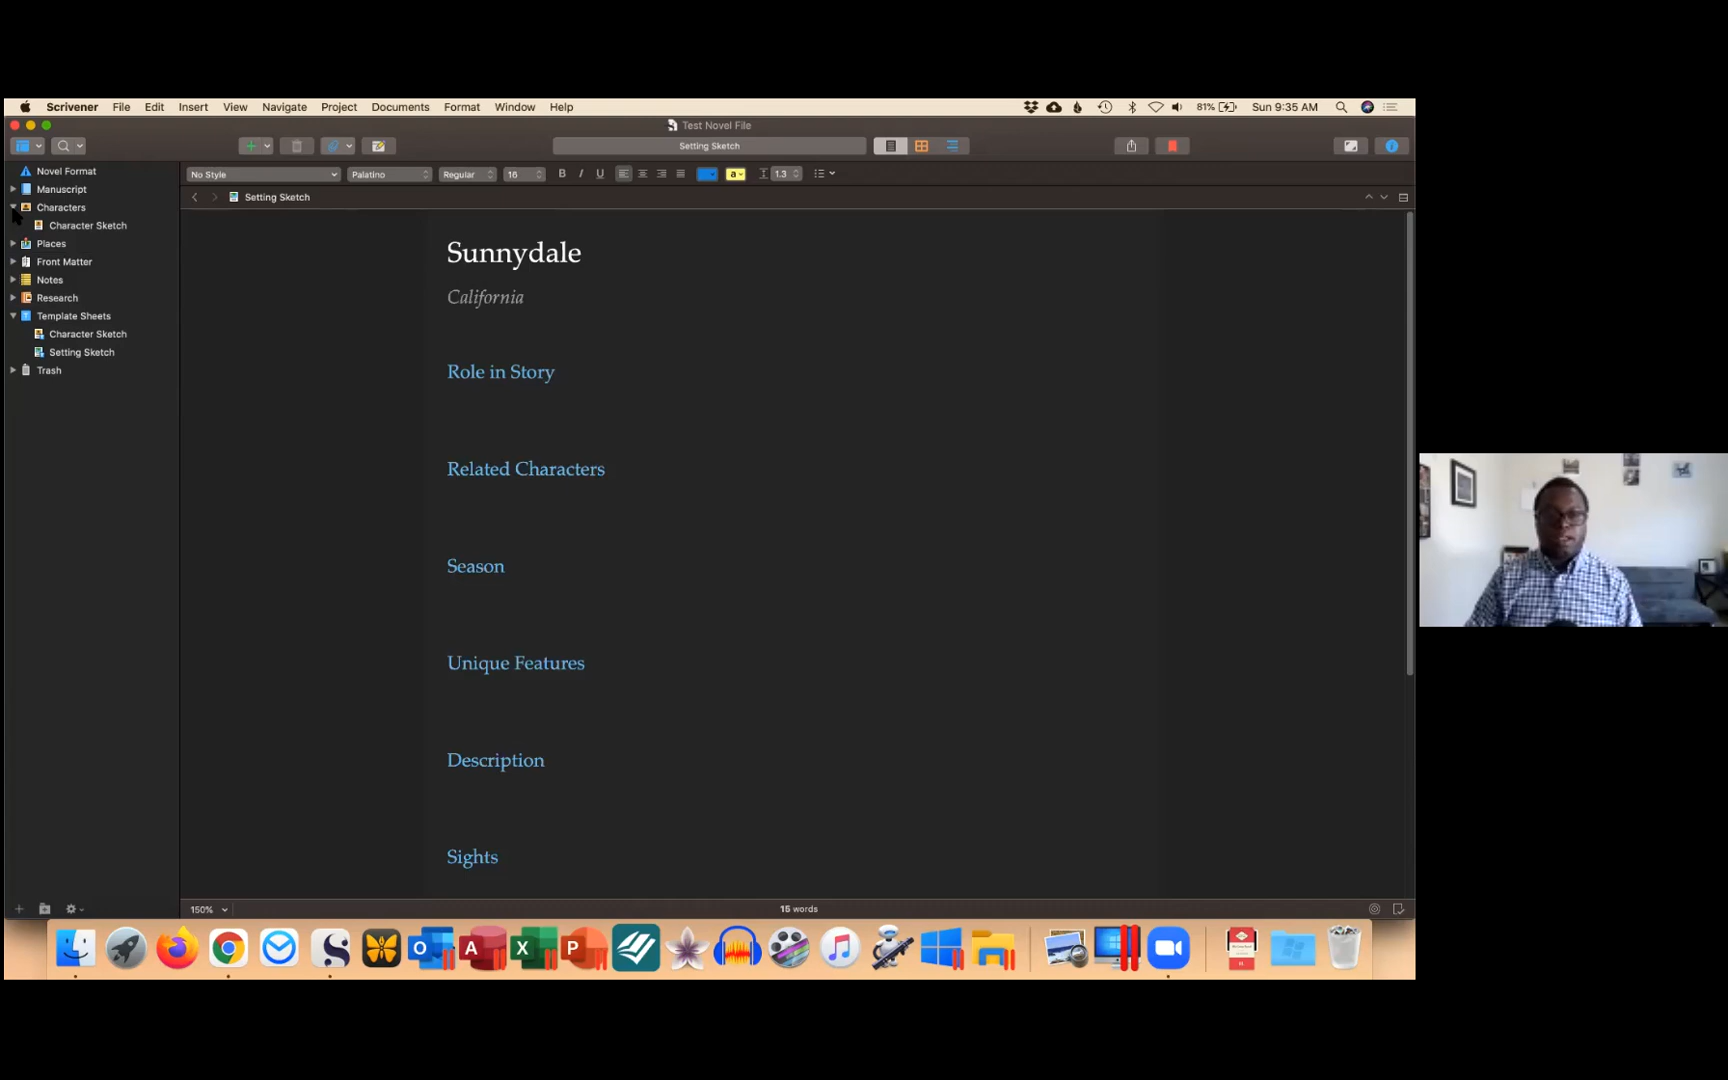 Scrivener File Edit Insert View Navigate Project Documents Format Window Help 81% Sun 9:35 AM
Test Novel File
Setting Sketch
Novel Format
Manuscript
Characters
Character Sketch
Places
Front Matter
Notes
Research
Template Sheets
Character Sketch
Setting Sketch
Trash
No Style Palatino Regular 16 B I U a 1.3
Setting Sketch
Sunnydale
California
Role in Story
Related Characters
Season
Unique Features
Description
Sights
150% 15 words